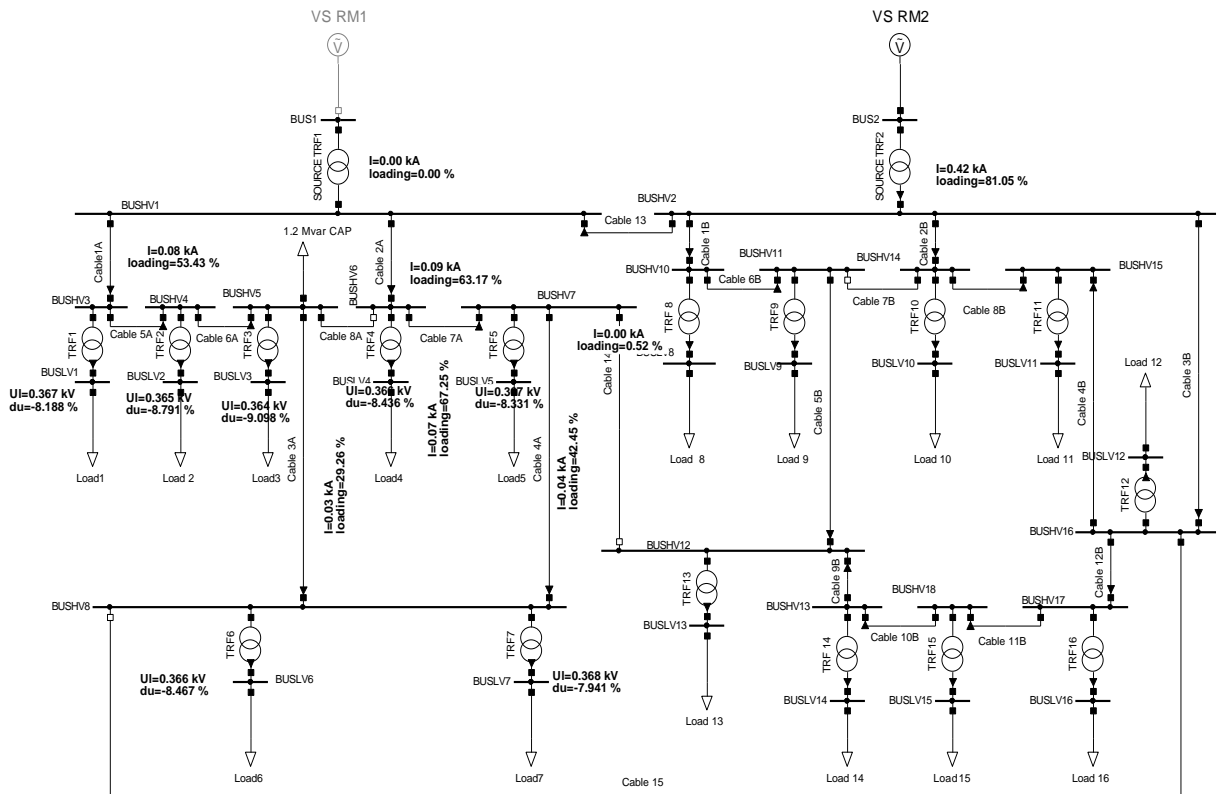 VS RM1
VS RM2
Ṽ
Ṽ
BUS1
BUS2
SOURCE TRF1
I=0.00 kA
loading=0.00 %
SOURCE TRF2
I=0.42 kA
loading=81.05 %
BUSHV1
BUSHV2
Cable 13
1.2 Mvar CAP
Cable1A
I=0.08 kA
loading=53.43 %
Cable 2A
I=0.09 kA
loading=63.17 %
Cable 1B
Cable 2B
BUSHV3
BUSHV4
BUSHV5
BUSHV6
BUSHV7
BUSHV10
BUSHV11
BUSHV14
BUSHV15
Cable 5A
Cable 6A
Cable 8A
Cable 7A
Cable 6B
Cable 7B
Cable 8B
TRF1
TRF2
TRF3
TRF4
TRF5
TRF 8
TRF9
TRF10
TRF11
I=0.00 kA
loading=0.52 %
Cable 14
BUSLV1
BUSLV2
BUSLV3
BUSLV4
BUSLV5
BUSLV9
BUSLV10
BUSLV11
Ul=0.367 kV
du=-8.188 %
Ul=0.365 kV
du=-8.791 %
Ul=0.364 kV
du=-9.098 %
du=-8.436 %
du=-8.331 %
Load 12
Cable 3B
Cable 4B
Cable 5B
Load1
Load 2
Load3
Load4
Load5
Load 8
Load 9
Load 10
Load 11
BUSLV12
TRF12
Cable 3A
I=0.03 kA
loading=29.26 %
I=0.07 kA
loading=67.25 %
Cable 4A
I=0.04 kA
loading=42.45 %
BUSHV16
BUSHV12
TRF13
Cable 9B
Cable 12B
BUSHV8
BUSHV13
BUSHV18
BUSHV17
BUSLV13
Cable 10B
Cable 11B
TRF6
TRF7
TRF 14
TRF15
TRF16
Ul=0.366 kV
du=-8.467 %
BUSLV6
BUSLV7
Ul=0.368 kV
du=-7.941 %
BUSLV14
BUSLV15
BUSLV16
Load 13
Load6
Load7
Cable 15
Load 14
Load 15
Load 16